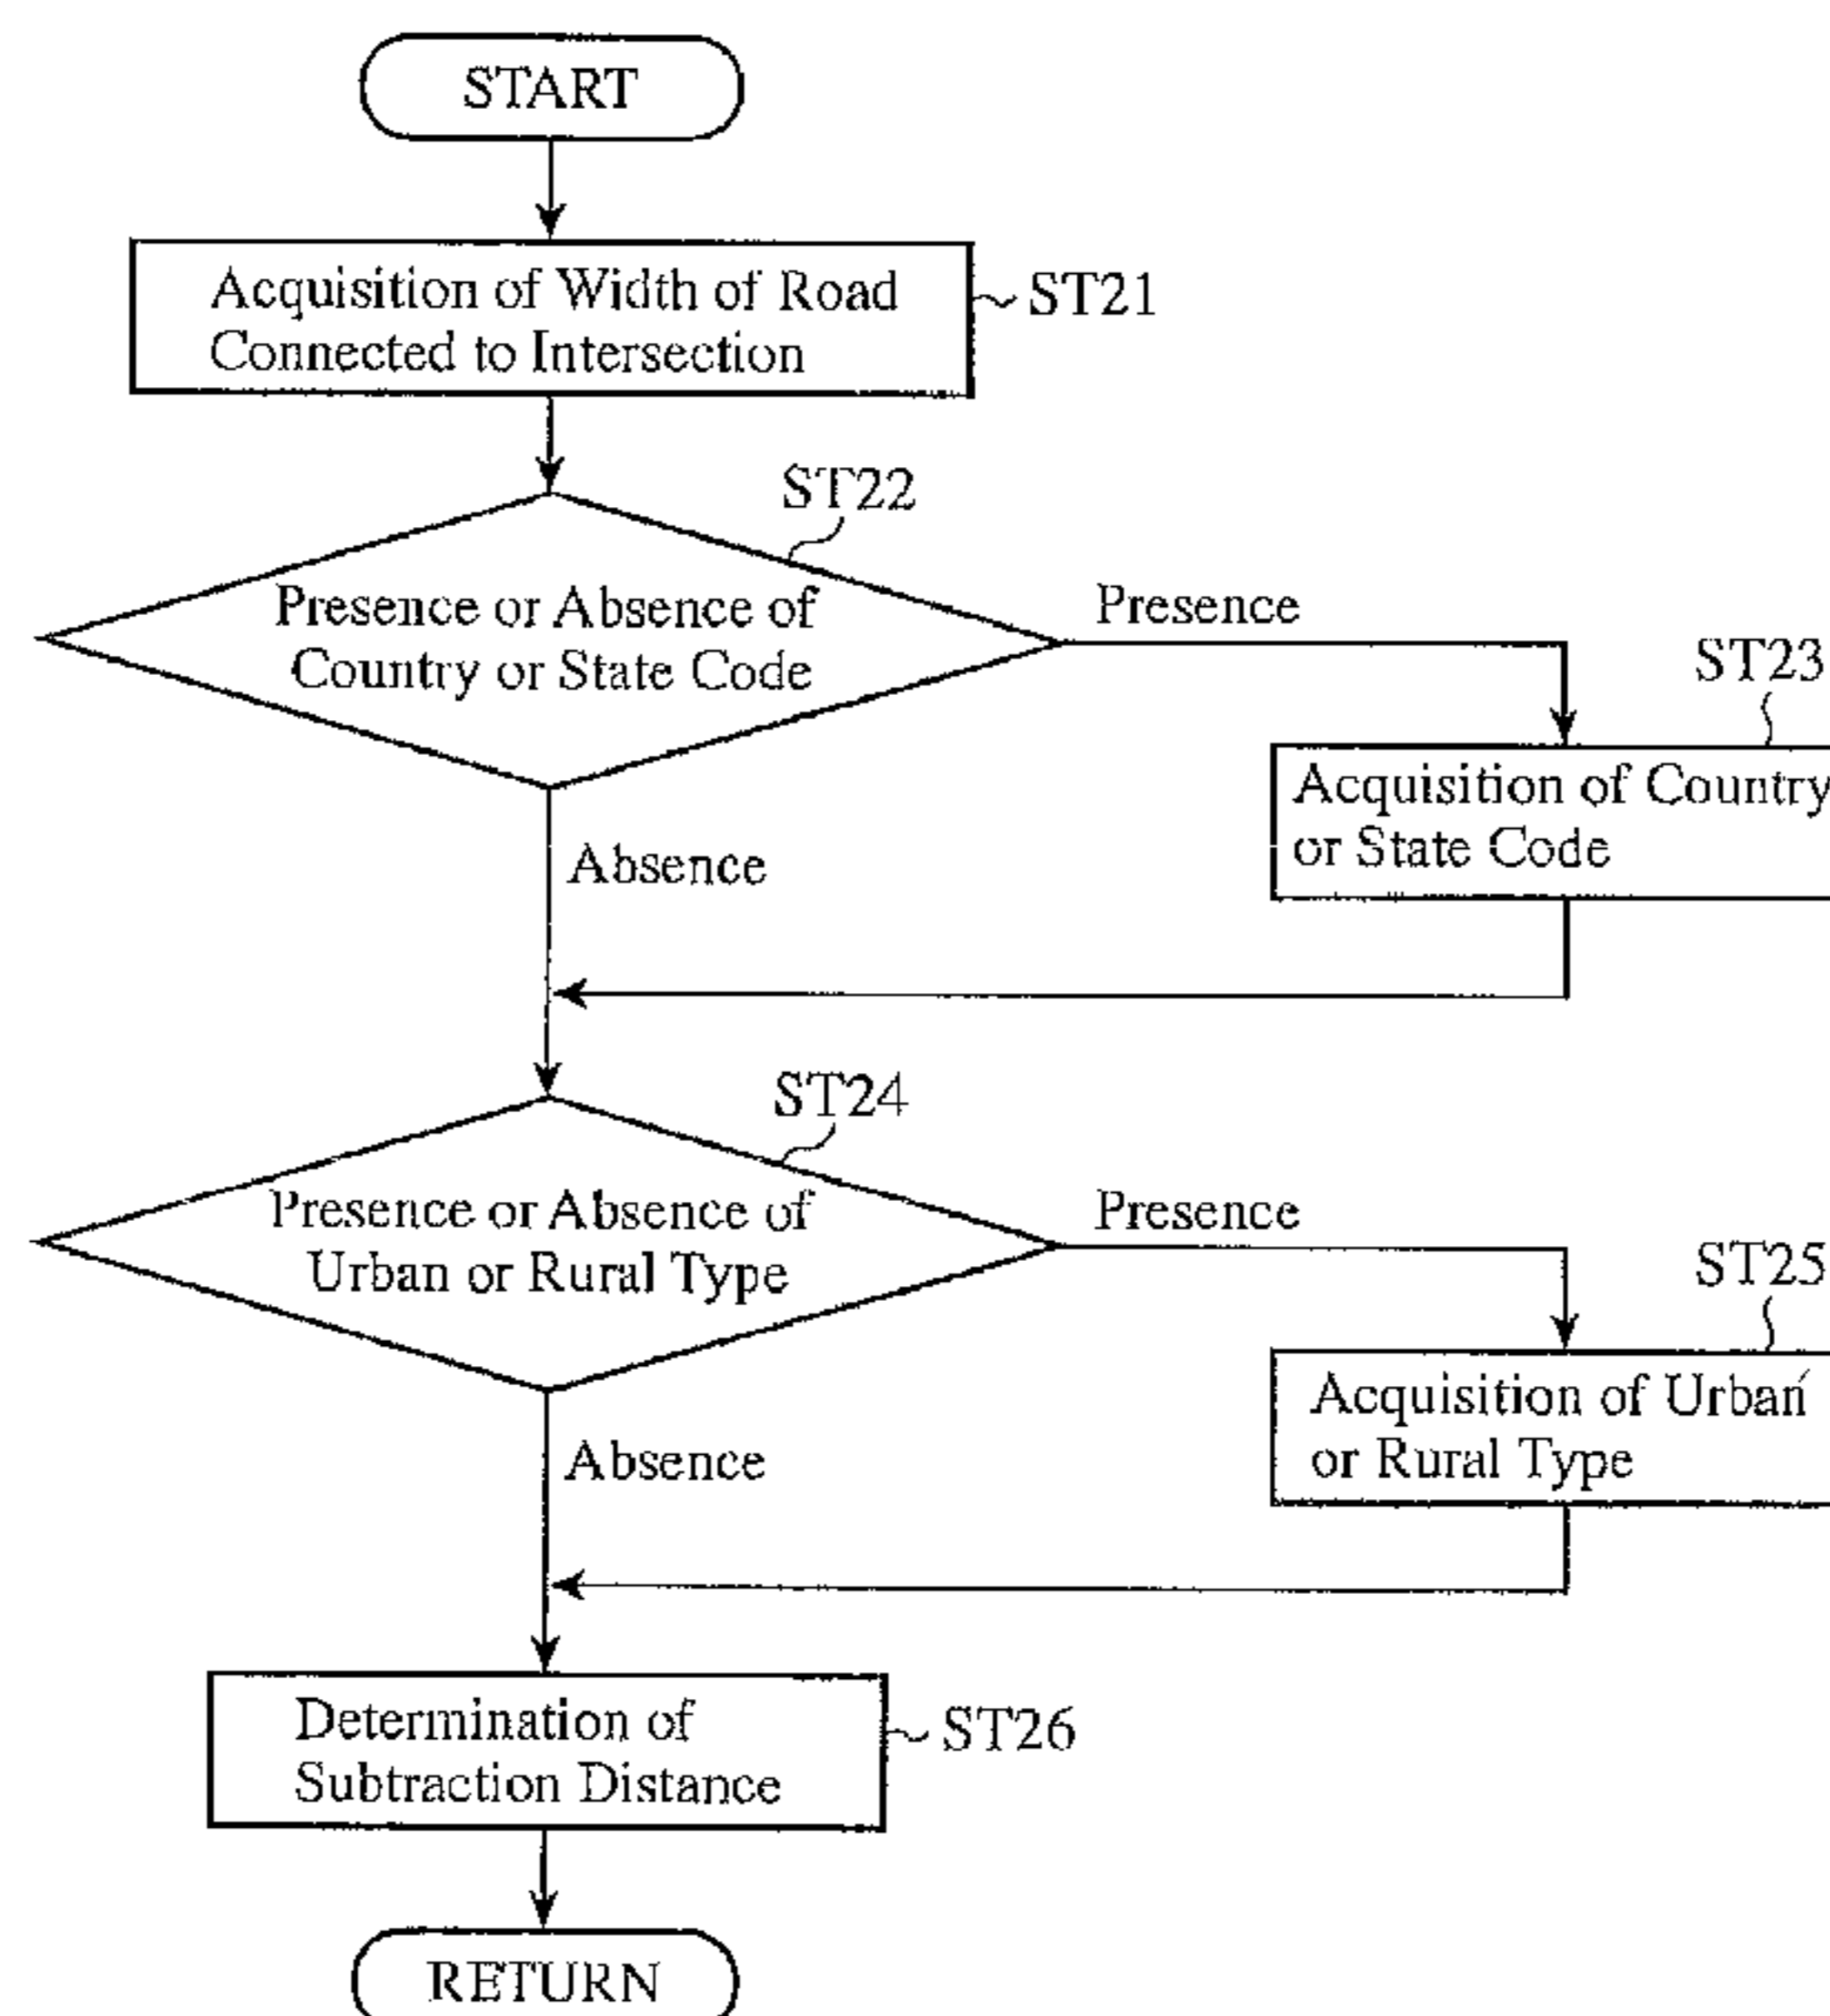 START
Acquisition of Width of Road
Connected to Intersection
ST21
ST22
Presence or Absence of
Country or State Code
Presence
ST23
Acquisition of Country
or State Code
Absence
ST24
Presence or Absence of
Urban or Rural Type
Presence
ST25
Acquisition of Urban
or Rural Type
Absence
Determination of
Subtraction Distance
ST26
RETURN